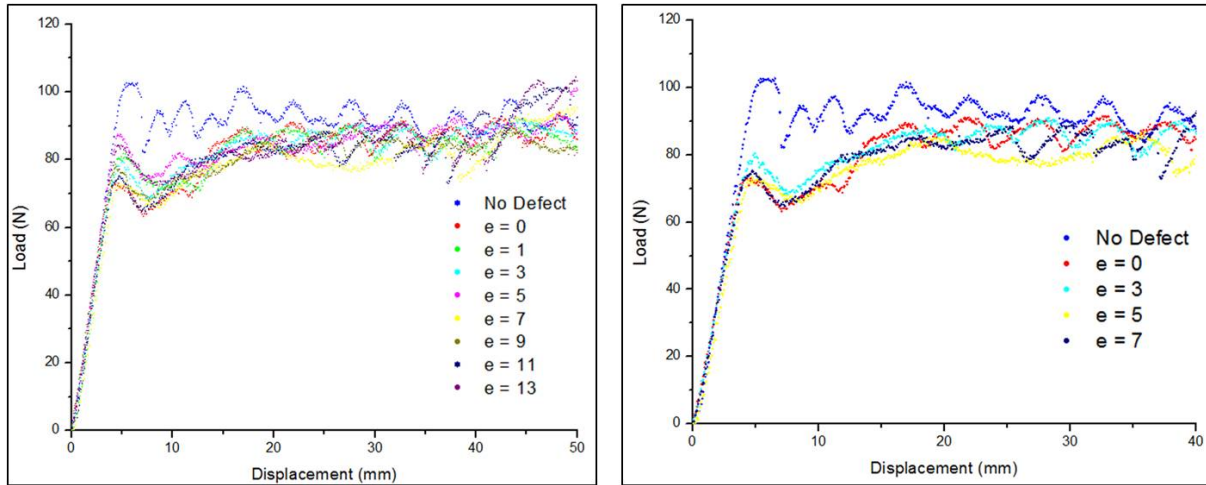 120
100
80
60
40
20
0
Load (N)
No Defect
e = 0
e = 1
e = 3
e = 5
e = 7
e = 9
e = 11
e = 13
0 10 20 30 40 50
Displacement (mm)
120
100
80
60
40
20
0
Load (N)
No Defect
e = 0
e = 3
e = 5
e = 7
0 10 20 30 40
Displacement (mm)